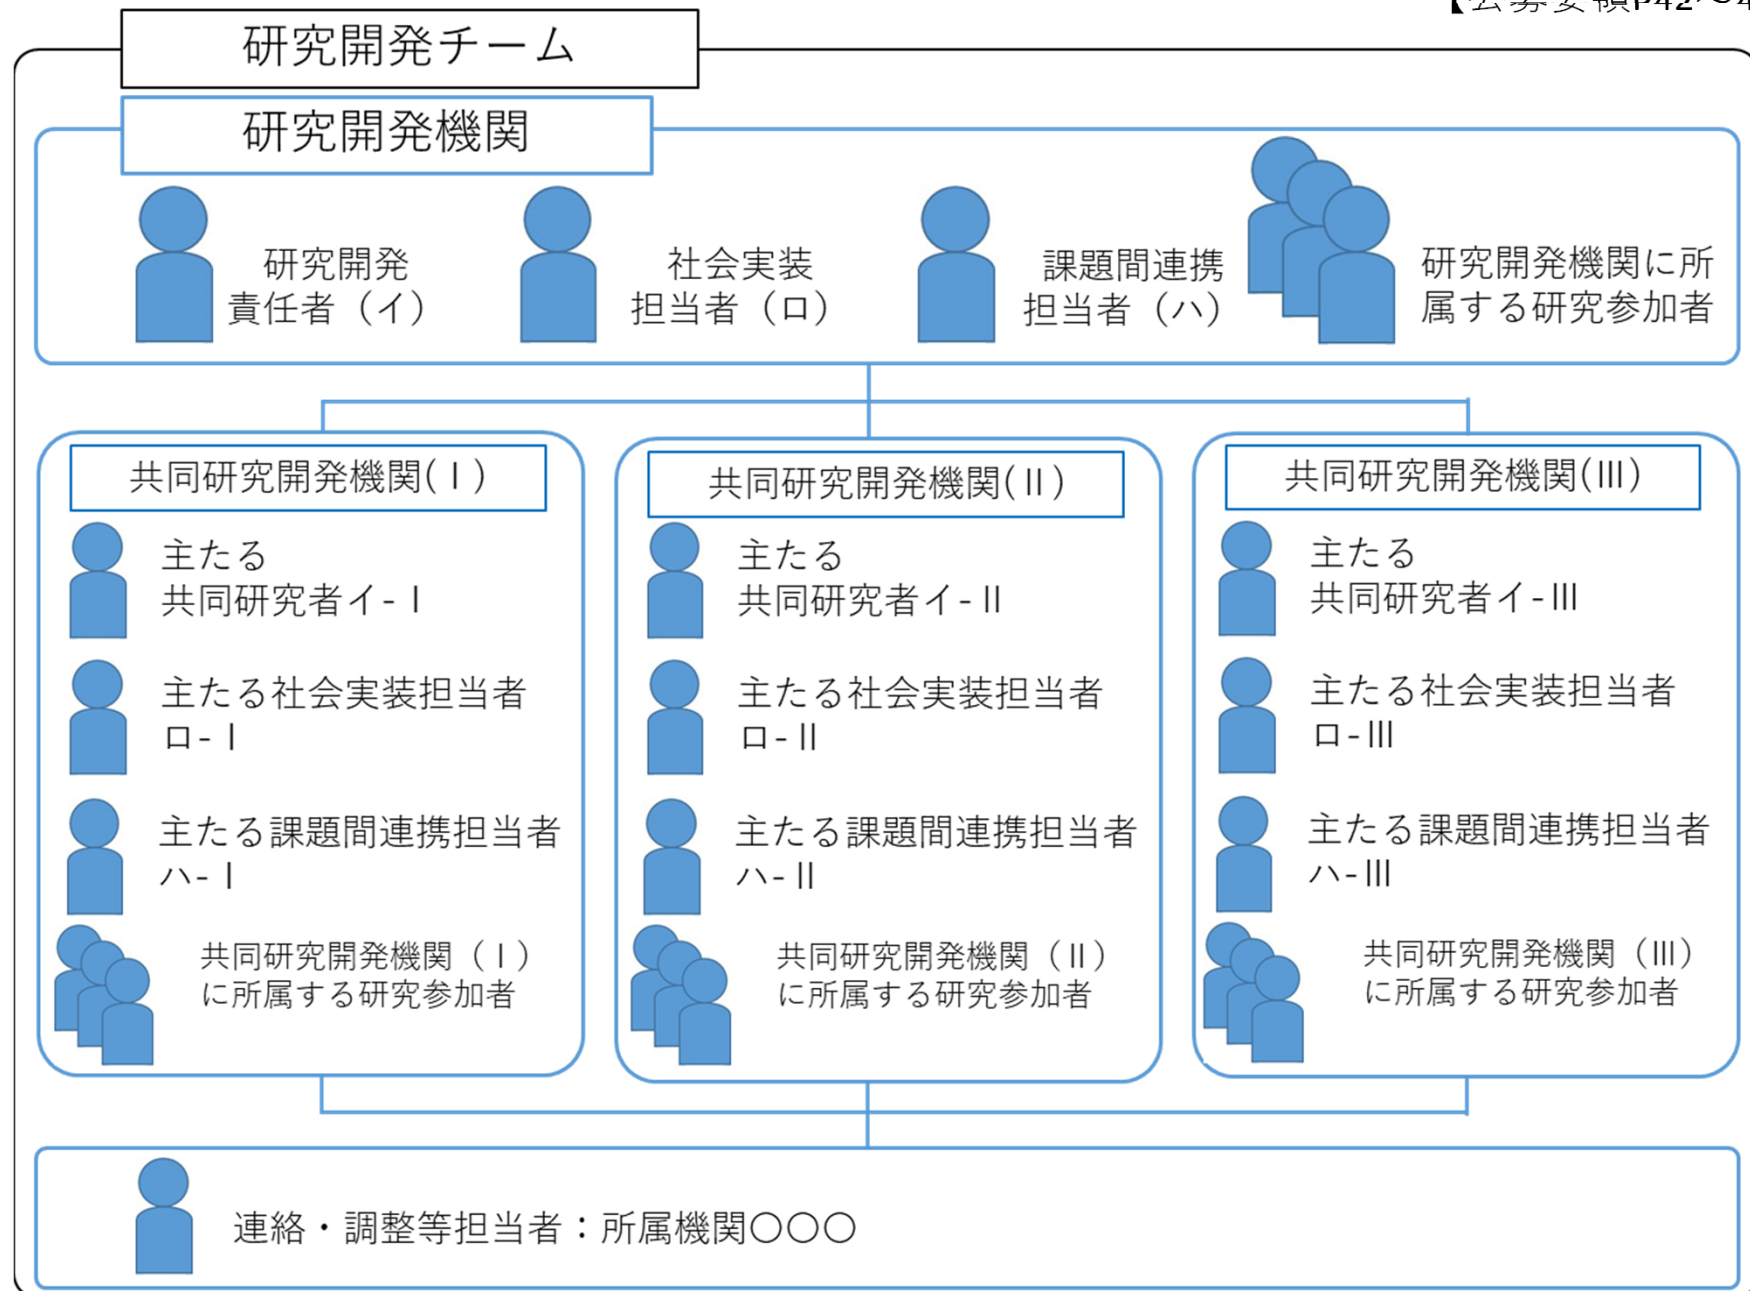 研究開発チーム
研究開発機関
研究開発
責任者（イ）
社会実装
担当者（ロ）
課題間連携
担当者（ハ）
研究開発機関に所
属する研究参加者
共同研究開発機関(Ⅰ)
主たる
共同研究者イ-Ⅰ
主たる社会実装担当者
ロ-Ⅰ
主たる課題間連携担当者
ハ-Ⅰ
共同研究開発機関（Ⅰ）
に所属する研究参加者
共同研究開発機関(Ⅱ)
主たる
共同研究者イ-Ⅱ
主たる社会実装担当者
ロ-Ⅱ
主たる課題間連携担当者
ハ-Ⅱ
共同研究開発機関（Ⅱ）
に所属する研究参加者
共同研究開発機関(Ⅲ)
主たる
共同研究者イ-Ⅲ
主たる社会実装担当者
ロ-Ⅲ
主たる課題間連携担当者
ハ-Ⅲ
共同研究開発機関（Ⅲ）
に所属する研究参加者
連絡・調整等担当者：所属機関〇〇〇